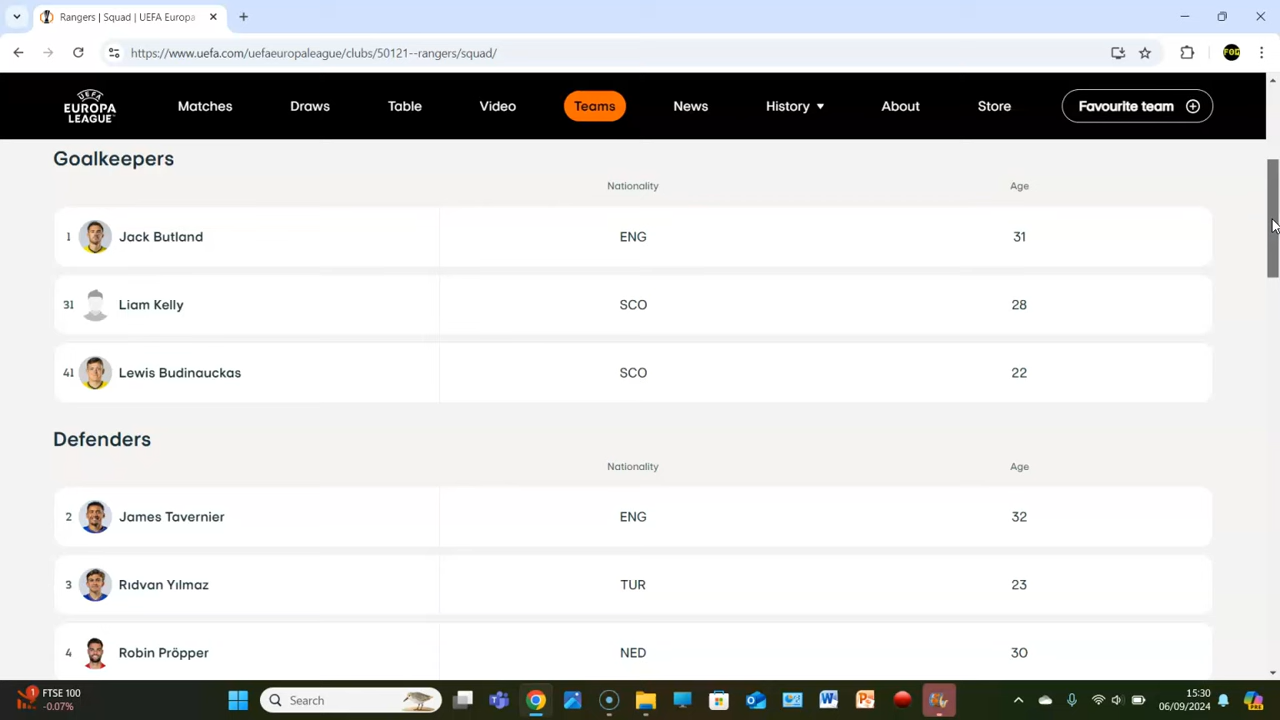 Rangers | Squad | UEFA Europa
https://www.uefa.com/uefaeuropaleague/clubs/50121--rangers/squad/
FEG
UEFA
EUROPA
LEAGUE
Matches
Draws
Table
Video
Teams
News
History
About
Store
Favourite team
Goalkeepers
Nationality Age
1 Jack Butland ENG 31
31 Liam Kelly SCO 28
41 Lewis Budinauckas SCO 22
Defenders
Nationality Age
2 James Tavernier ENG 32
3 Rıdvan Yılmaz TUR 23
4 Robin Pröpper NED 30
1
FTSE 100
-0.07%
Search
15:30
06/09/2024